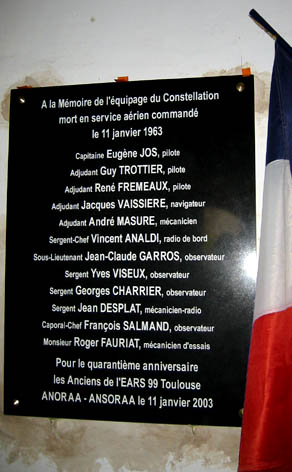 A la Mémoire de l'équipage du Constellation
mort en service aérien commandé
le 11 janvier 1963
Capitaine Eugène JOS, pilote
Adjudant Guy TROTTIER, pilote
Adjudant René FREMEAUX, pilote
Adjudant Jacques VAISSIERE, navigateur
Adjudant André MASURE, mécanicien
Sergent-Chef Vincent ANALDI, radio de bord
Sous-Lieutenant Jean-Claude GARROS, observateur
Sergent Yves VISEUX, observateur
Sergent Georges CHARRIER, observateur
Sergent Jean DESPLAT, mécanicien-radio
Caporal-Chef François SALMAND, observateur
Monsieur Roger FAURIAT, mécanicien d'essais
Pour le quarantième anniversaire
les Anciens de l'EARS 99 Toulouse
ANORAA - ANSORAA le 11 janvier 2003